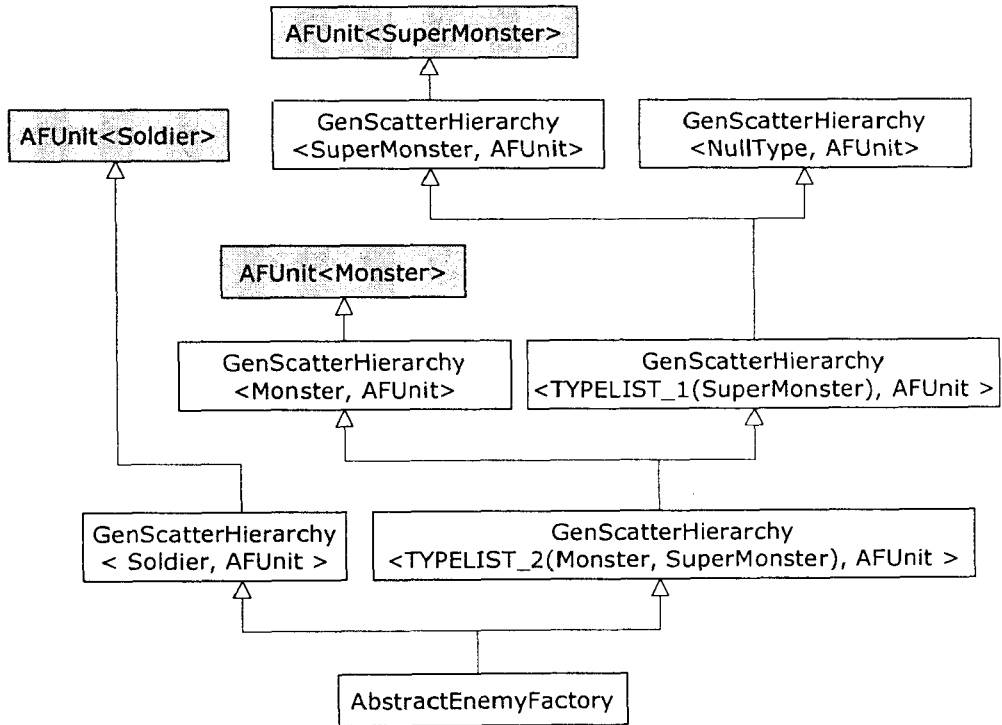 AFUnit<SuperMonster>
AFUnit<Soldier>
GenScatterHierarchy
<SuperMonster, AFUnit>
GenScatterHierarchy
<NullType, AFUnit>
AFUnit<Monster>
GenScatterHierarchy
<Monster, AFUnit>
GenScatterHierarchy
<TYPELIST_1(SuperMonster), AFUnit >
GenScatterHierarchy
< Soldier, AFUnit >
GenScatterHierarchy
<TYPELIST_2(Monster, SuperMonster), AFUnit >
AbstractEnemyFactory